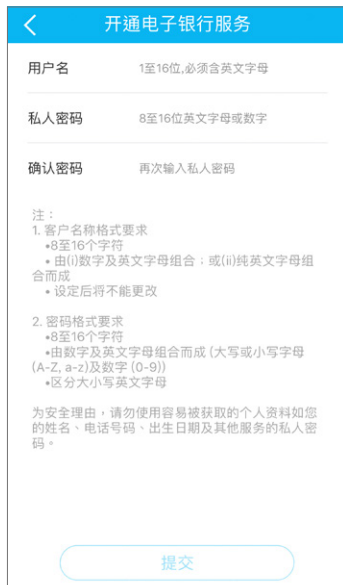 开通电子银行服务
用户名 1至16位,必须含英文字母
私人密码 8至16位英文字母或数字
确认密码 再次输入私人密码
注：
1. 客户名称格式要求
•8至16个字符
• 由(i)数字及英文字母组合；或(ii)纯英文字母组
合而成
• 设定后将不能更改
2. 密码格式要求
•8至16个字符
•由数字及英文字母组合而成 (大写或小写字母
(A-Z, a-z)及数字 (0-9))
•区分大小写英文字母
为安全理由，请勿使用容易被获取的个人资料如您
的姓名、电话号码、出生日期及其他服务的私人密
码。
提交